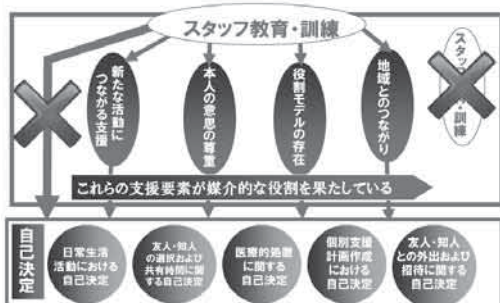 スタッフ教育・訓練
新たな活動に
つながる支援
本人の意思の尊重
役割モデルの存在
地域とのつながり
スタッフ
・訓練
これらの支援要素が媒介的な役割を果たしている
自己決定
日常生活
活動における
自己決定
友人・知人
の選択および
共有時間に関
する自己決定
医療的処置
に関する
自己決定
個別支援
計画作成
における
自己決定
友人・知人
との外出および
招待に関する
自己決定